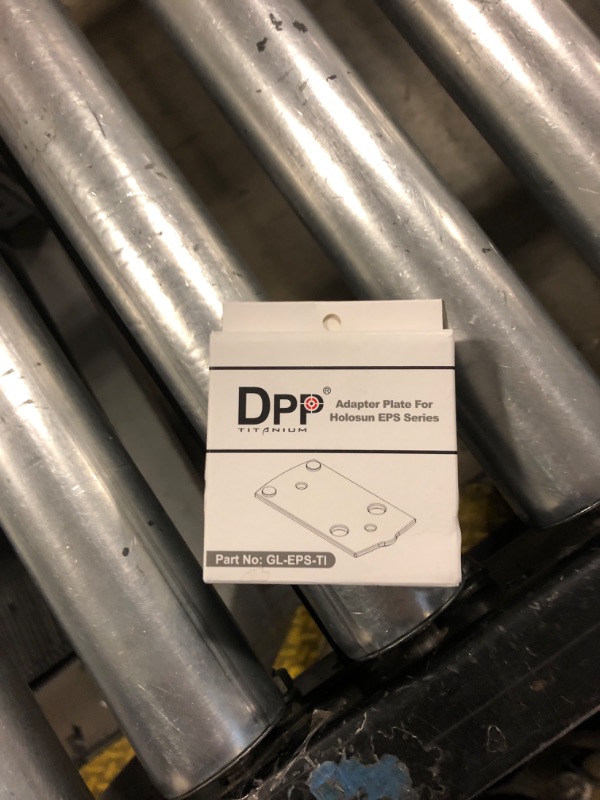 DPP®
TITANIUM
Adapter Plate For
Holosun EPS Series
Part No: GL-EPS-TI